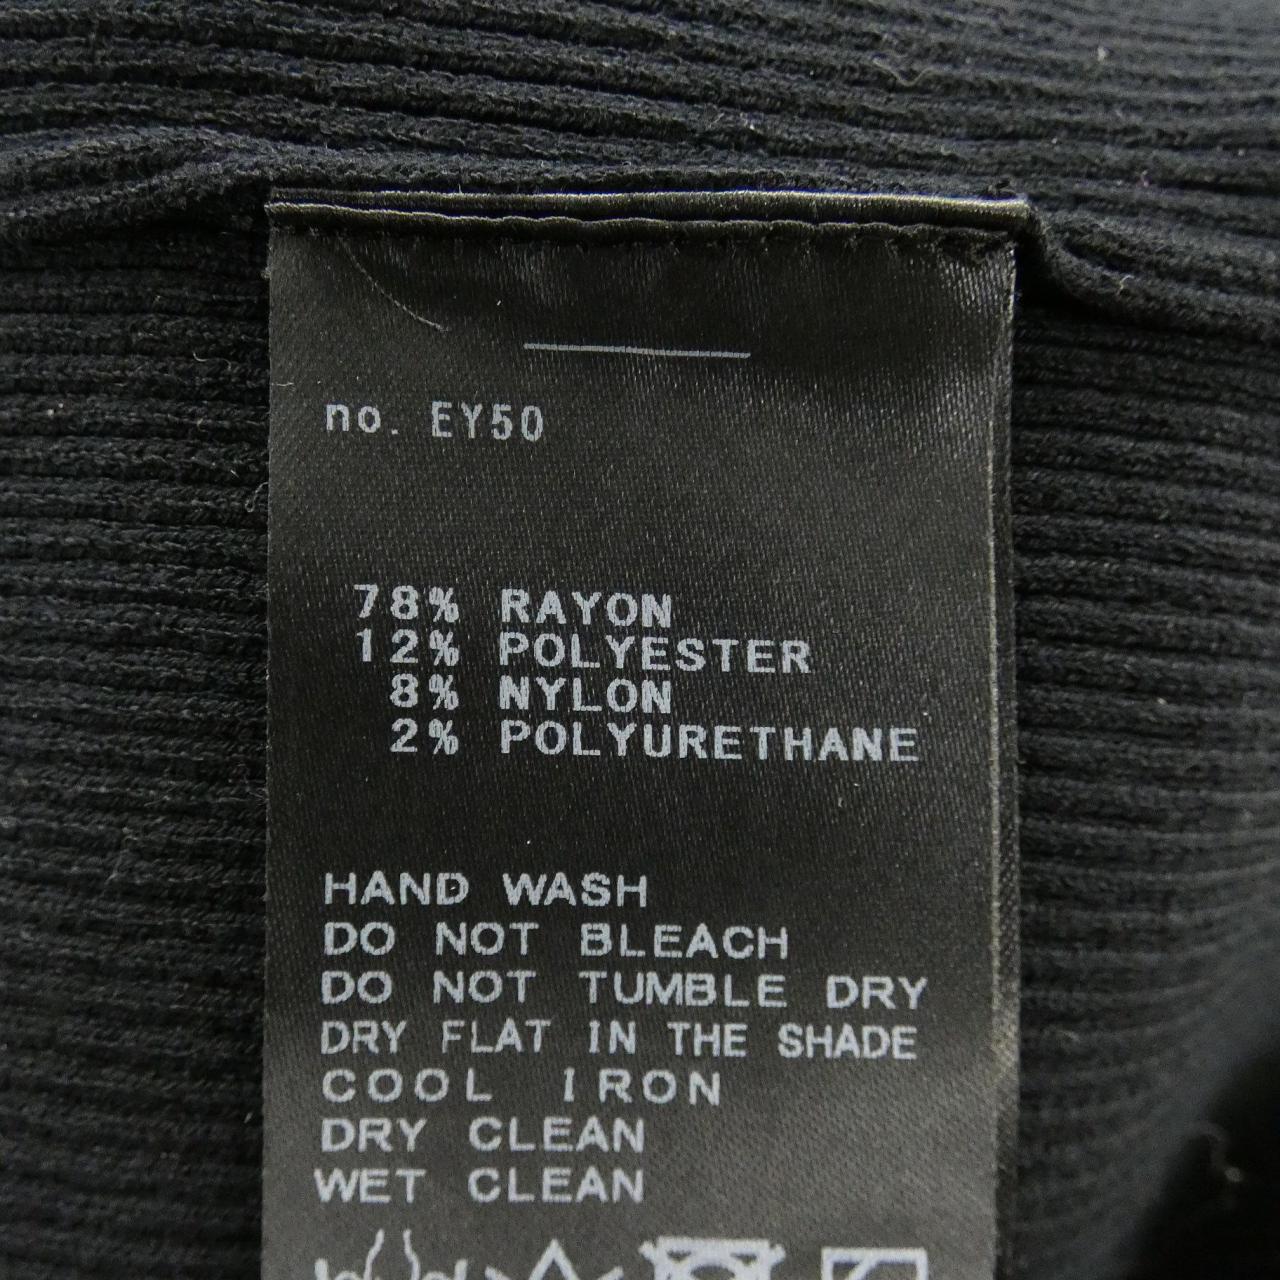 no. EY50
78% RAYON
12% POLYESTER
8% NYLON
2% POLYURETHANE
HAND WASH
DO NOT BLEACH
DO NOT TUMBLE DRY
DRY FLAT IN THE SHADE
COOL IRON
DRY CLEAN
WET CLEAN